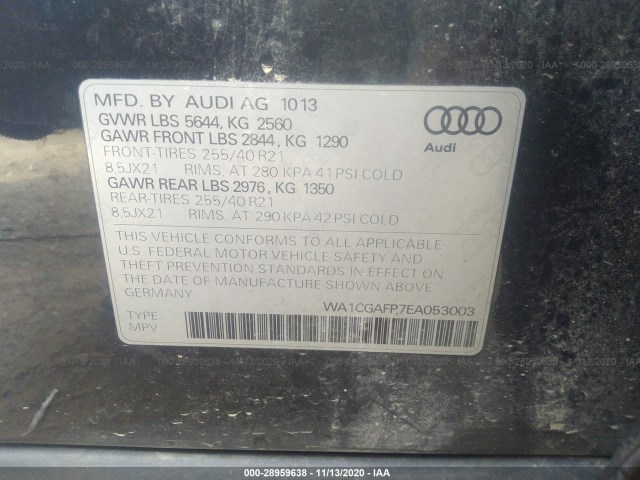 MFD. BY AUDI AG 10 13
GVWR LBS 5644, KG 2560
GAWR FRONT LBS 2844, KG 1290
FRONT-TIRES 255/40 R21
8,5JX21 RIMS, AT 280 KPA 41 PSI COLD
GAWR REAR LBS 2976, KG 1350
REAR-TIRES 255/40 R21
8,5JX21 RIMS, AT 290 KPA 42 PSI COLD
Audi
THIS VEHICLE CONFORMS TO ALL APPLICABLE
U.S. FEDERAL MOTOR VEHICLE SAFETY AND
THEFT PREVENTION STANDARDS IN EFFECT ON
THE DATE OF MANUFACTURE SHOWN ABOVE
GERMANY
WA1CGAFP7EA053003
TYPE
MPV
000-28959638 - 11/13/2020 - IAA